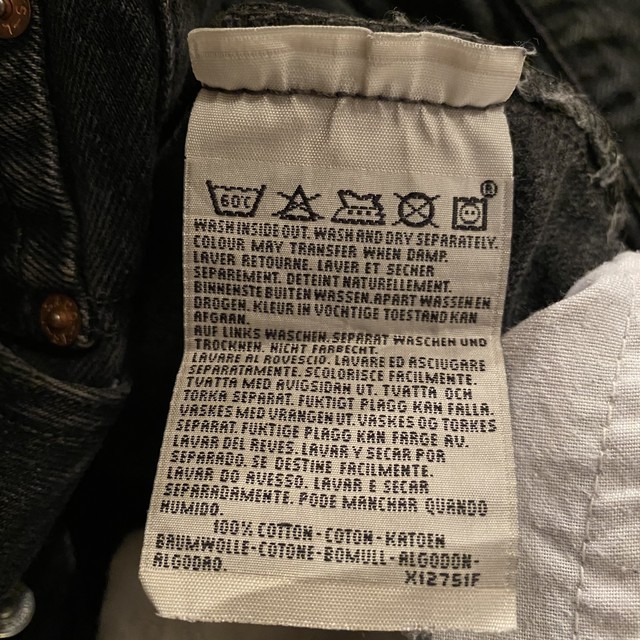 60°C
®
WASH INSIDE OUT. WASH AND DRY SEPARATELY.
COLOUR MAY TRANSFER WHEN DAMP.
LAVER RETOURNE. LAVER ET SECHER
SEPAREMENT. DETEINT NATURELLEMENT.
BINNENSTE BUITEN WASSEN. APART WASSEN EN
DROGEN. KLEUR IN VOCHTIGE TOESTAND KAN
AFGAAN.
AUF LINKS WASCHEN. SEPARAT WASCHEN UND
TROCKNEN. NICHT FARBECHT.
LAVARE AL ROVESCIO. LAVARE ED ASCIUGARE
SEPARATAMENTE. SCOLORISCE FACILMENTE.
TVATTA MED AVIGSIDAN UT. TVATTA OCH
TORKA SEPARAT. FUKTIGT PLAGG KAN FALLA.
VASKES MED VRANGEN UT. VASKES OG TORKES
SEPARAT. FUKTIGE PLAGG KAN FARGE AV.
LAVAR DEL REVES. LAVAR Y SECAR POR
SEPARADO. SE DESTINE FACILMENTE.
LAVAR DO AVESSO. LAVAR E SECAR
SEPARADAMENTE. PODE MANCHAR QUANDO
HUMIDO.
100% COTTON-COTON-KATOEN
BAUMWOLLE-COTONE-BOMULL-ALGODON-
ALGODAO.
X12751F